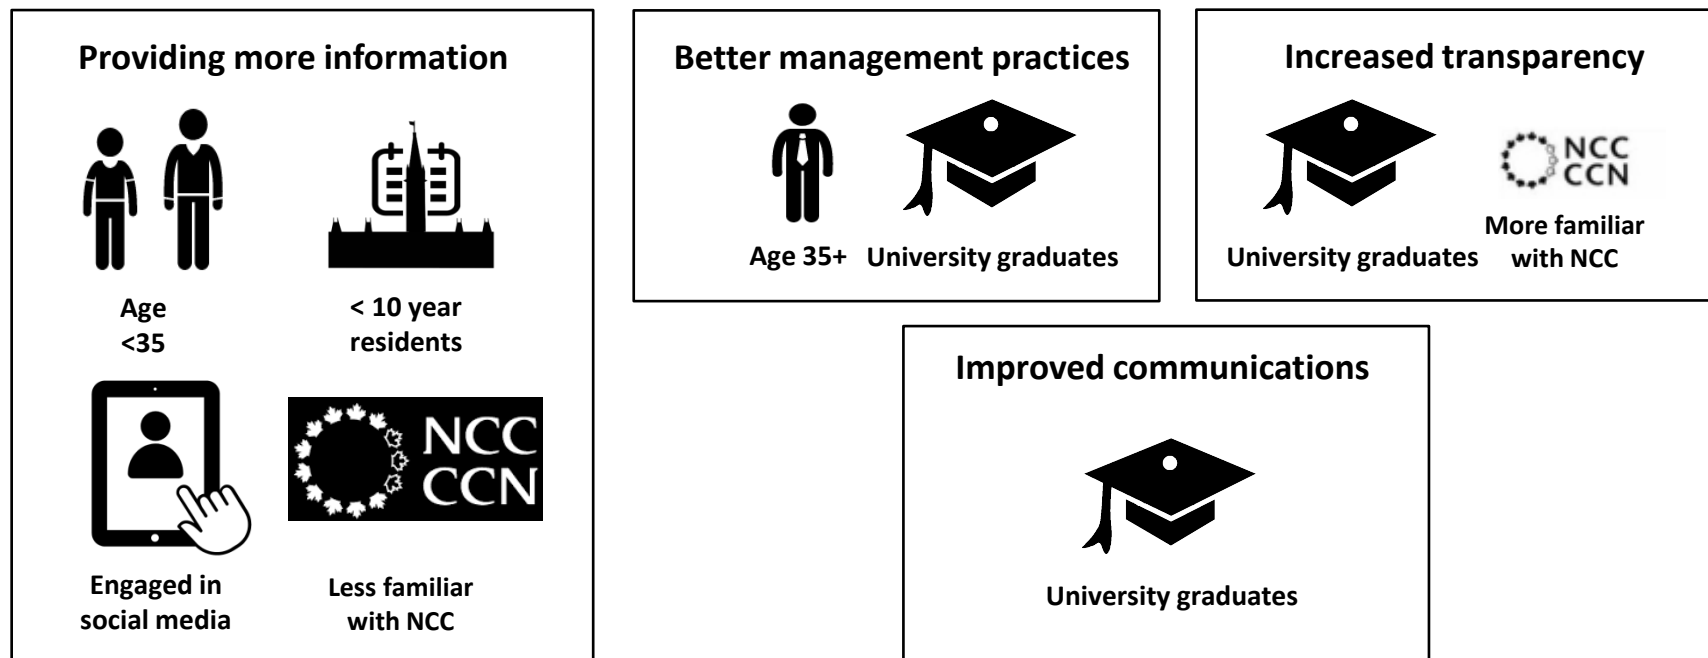 Providing more information
Age
<35
< 10 year
residents
Engaged in
social media
NCC
CCN
Less familiar
with NCC
Better management practices
Age 35+
University graduates
Increased transparency
University graduates
NCC
CCN
More familiar
with NCC
Improved communications
University graduates